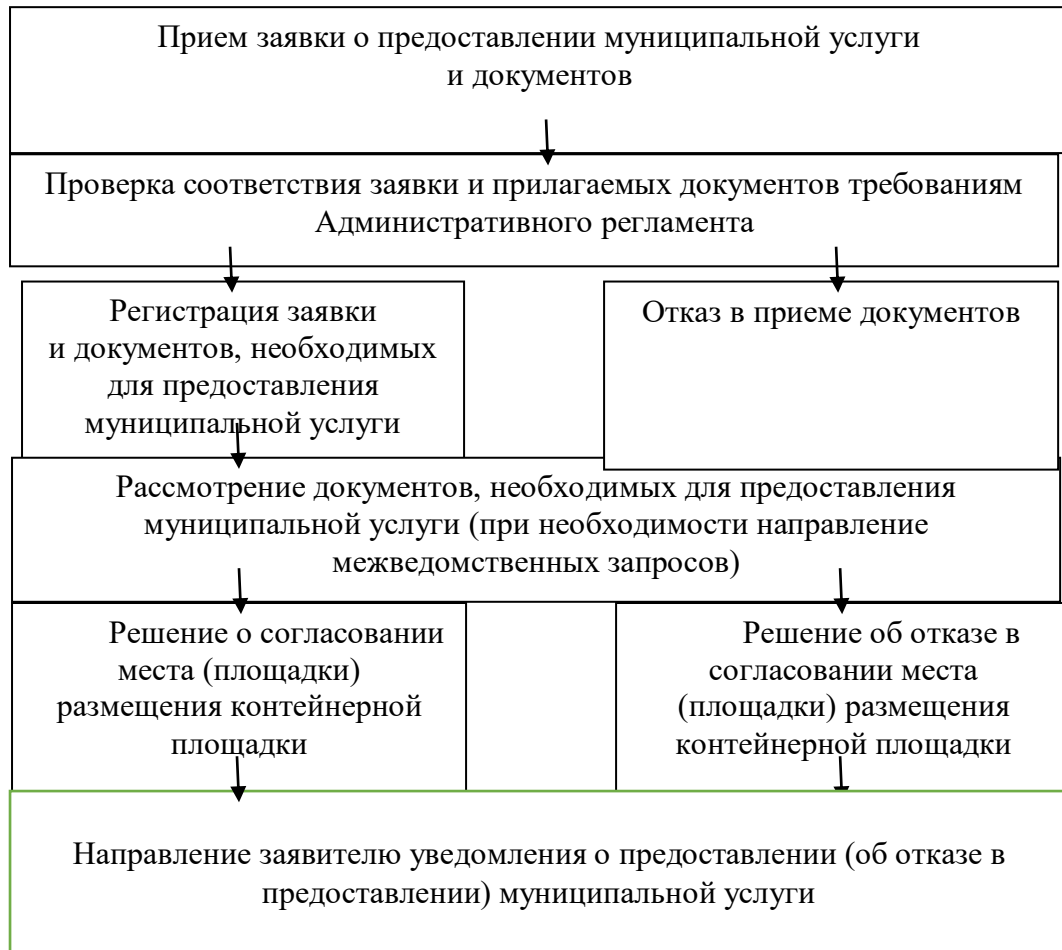 Прием заявки о предоставлении муниципальной услуги
и документов
Проверка соответствия заявки и прилагаемых документов требованиям
Административного регламента
Регистрация заявки
и документов, необходимых
для предоставления
муниципальной услуги
Отказ в приеме документов
Рассмотрение документов, необходимых для предоставления
муниципальной услуги (при необходимости направление
межведомственных запросов)
Решение о согласовании
места (площадки)
размещения контейнерной
площадки
Решение об отказе в
согласовании места
(площадки) размещения
контейнерной площадки
Направление заявителю уведомления о предоставлении (об отказе в
предоставлении) муниципальной услуги